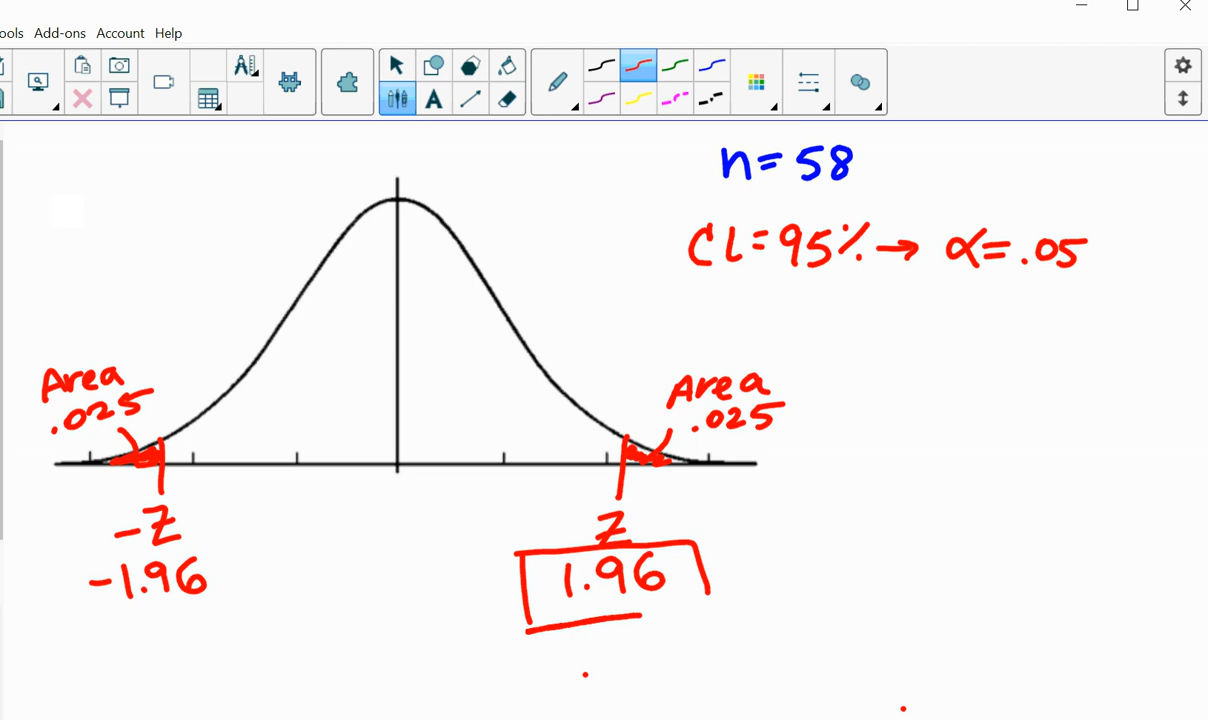 ools Add-ons Account Help
n = 58
CL = 95% → α = .05
Area
.025
Area
.025
-Z
-1.96
Z
1.96